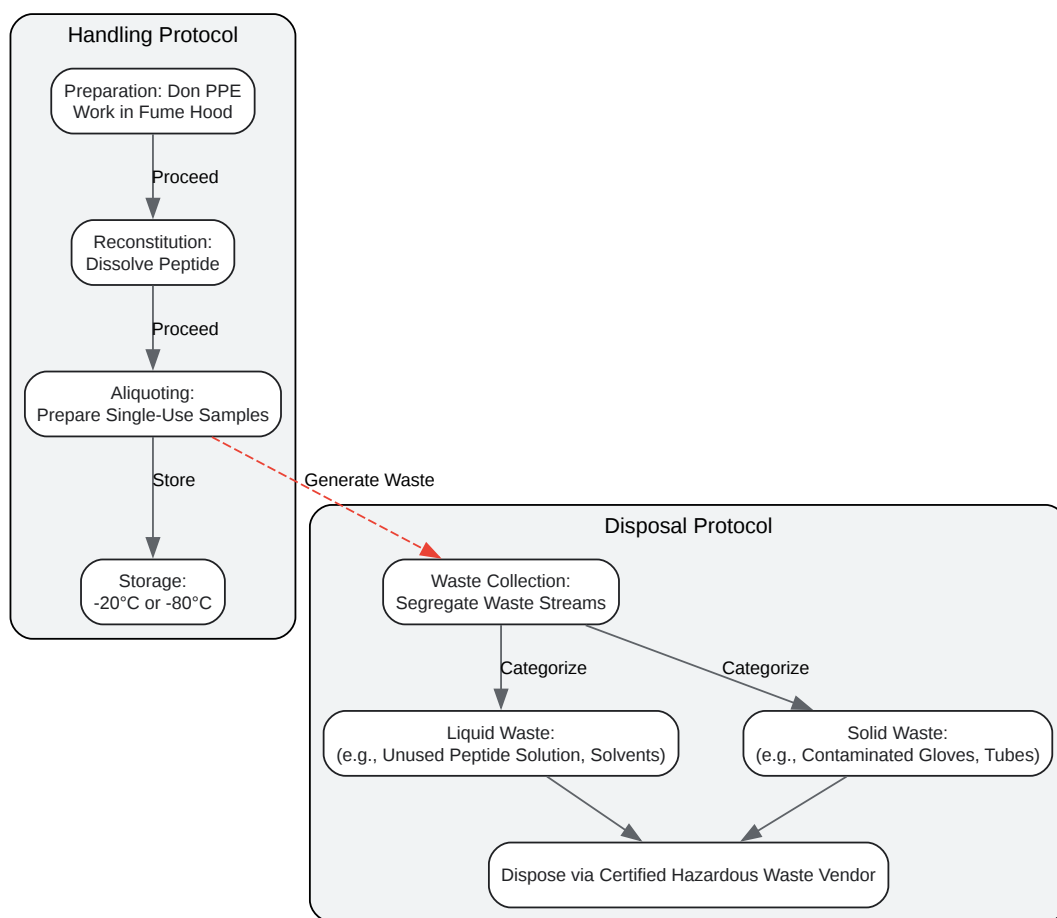 Handling Protocol
Preparation: Don PPE
Work in Fume Hood
Proceed
Reconstitution:
Dissolve Peptide
Proceed
Aliquoting:
Prepare Single-Use Samples
Store
Generate Waste
Storage:
-20°C or -80°C
Disposal Protocol
Waste Collection:
Segregate Waste Streams
Categorize
Categorize
Liquid Waste:
(e.g., Unused Peptide Solution, Solvents)
Solid Waste:
(e.g., Contaminated Gloves, Tubes)
Dispose via Certified Hazardous Waste Vendor